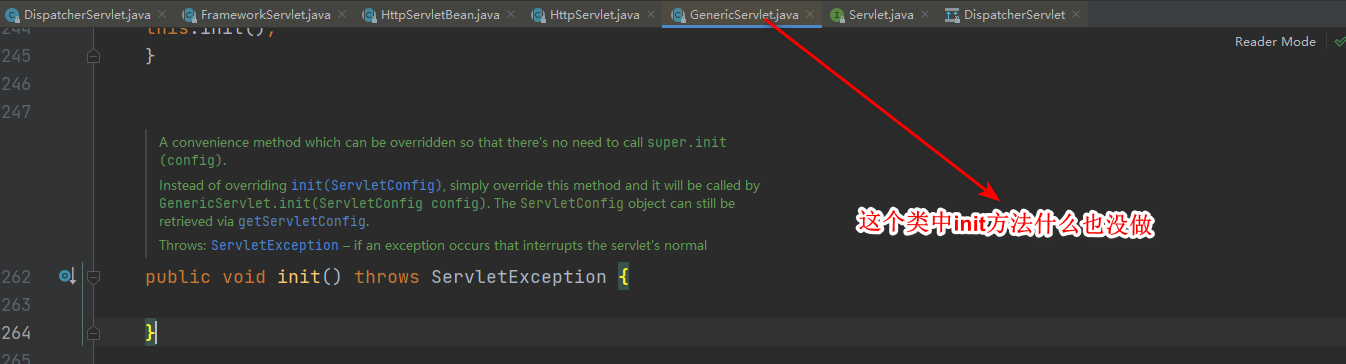 DispatcherServlet.java FrameworkServlet.java HttpServletBean.java HttpServlet.java GenericServlet.java Servlet.java DispatcherServlet
Reader Mode
244 this.init();
245 }
246
247
A convenience method which can be overridden so that there's no need to call super.init
(config).
Instead of overriding init(ServletConfig), simply override this method and it will be called by
GenericServlet.init(ServletConfig config). The ServletConfig object can still be
retrieved via getServletConfig.
Throws: ServletException – if an exception occurs that interrupts the servlet's normal
这个类中init方法什么也没做
262 public void init() throws ServletException {
263
264 }
265